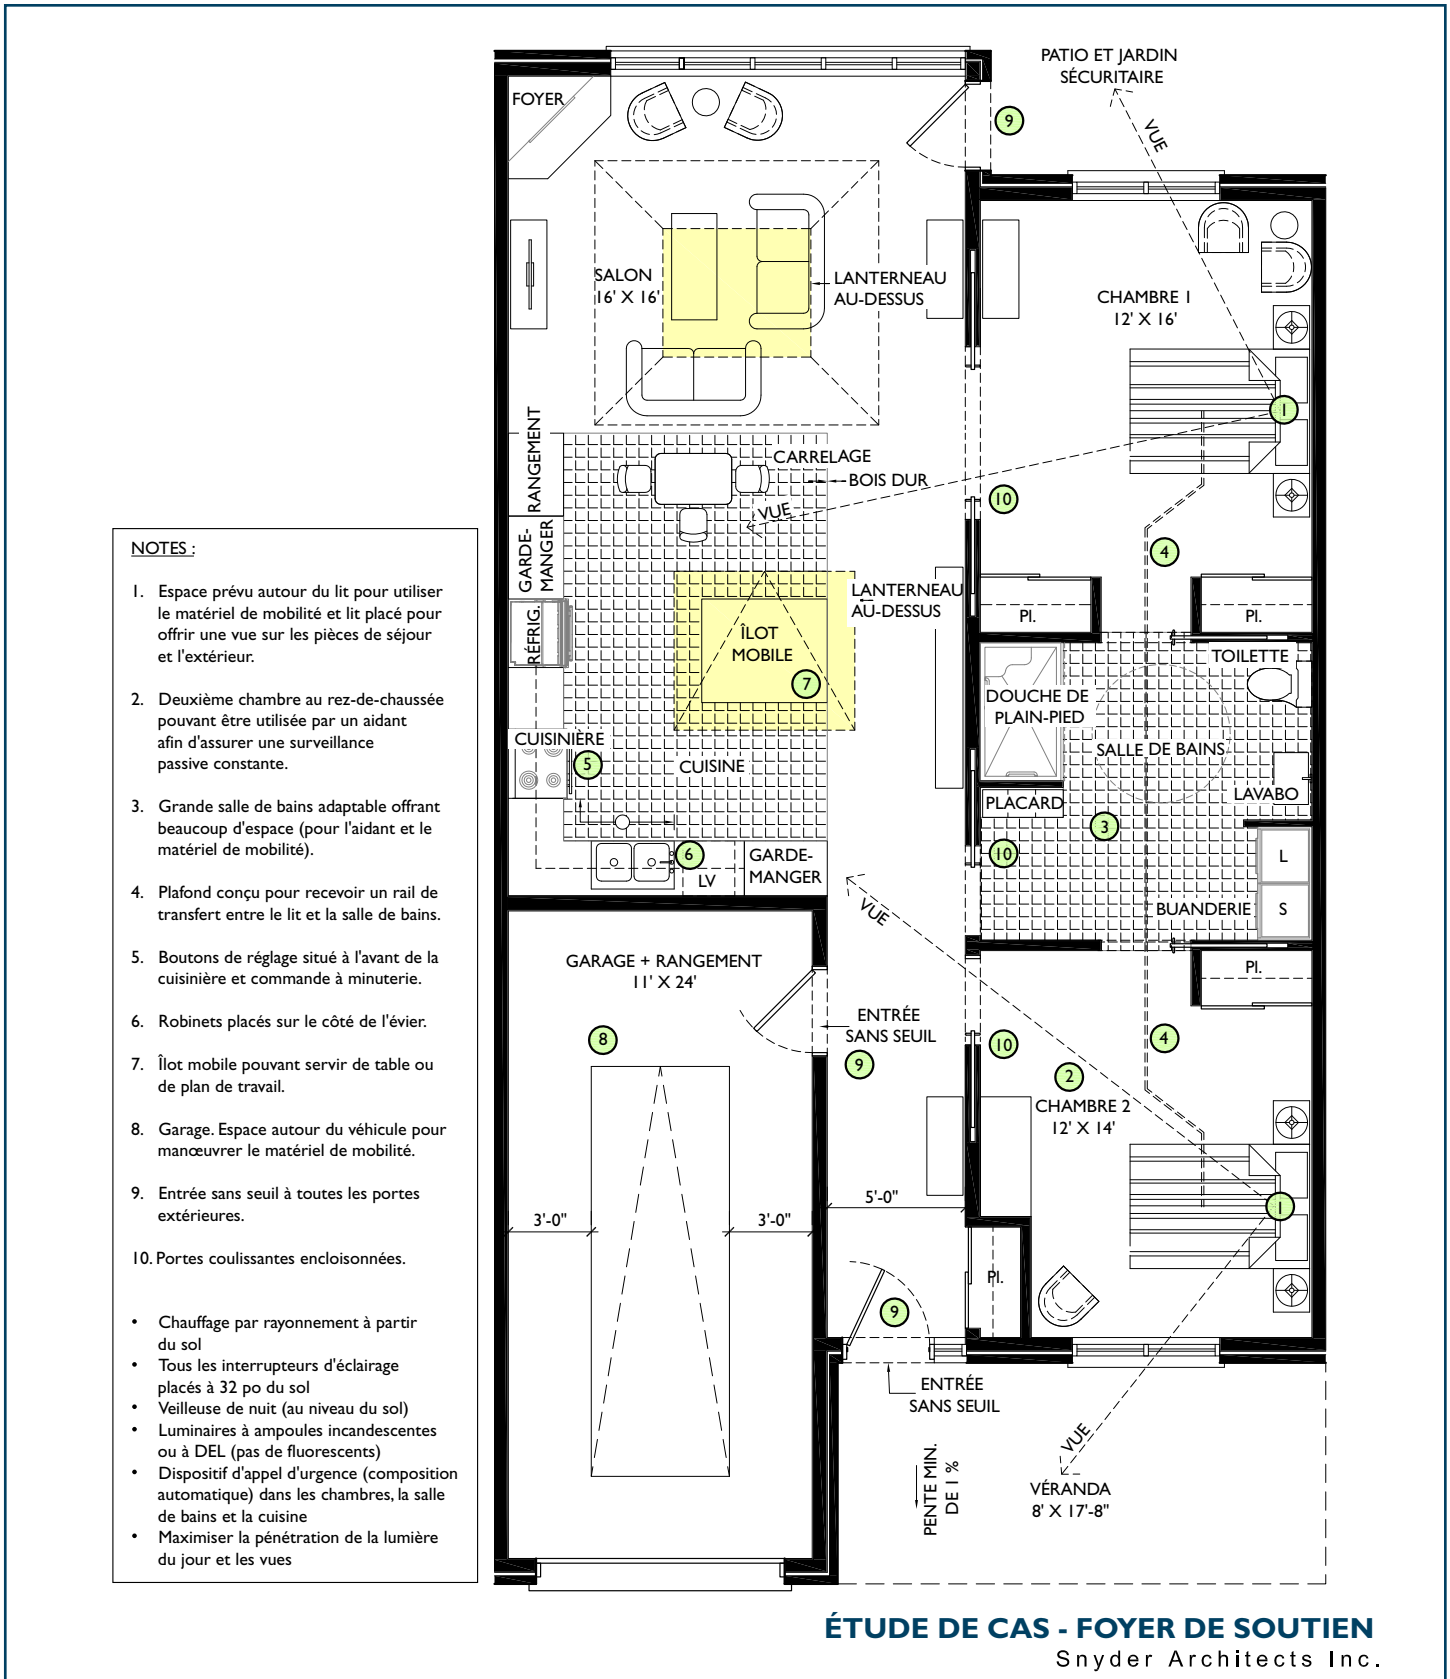 PATIO ET JARDIN
SÉCURITAIRE
VUE
FOYER
9
SALON
16' X 16'
LANTERNEAU
AU-DESSUS
CHAMBRE 1
12' X 16'
1
RANGEMENT
CARRELAGE
BOIS DUR
VUE
10
GARDE-
MANGER
4
LANTERNEAU
AU-DESSUS
RÉFRIG.
ÎLOT
MOBILE
7
PI.
PI.
TOILETTE
DOUCHE DE
PLAIN-PIED
SALLE DE BAINS
CUISINIÈRE
5
CUISINE
LAVABO
PLACARD
3
6
LV
GARDE-
MANGER
10
L
VUE
BUANDERIE
S
GARAGE + RANGEMENT
11' X 24'
PI.
ENTRÉE
SANS SEUIL
8
9
10
4
2
CHAMBRE 2
12' X 14'
3'-0"
3'-0"
5'-0"
1
PI.
9
ENTRÉE
SANS SEUIL
PENTE MIN.
DE 1 %
VUE
VÉRANDA
8' X 17'-8"
NOTES :
1. Espace prévu autour du lit pour utiliser
le matériel de mobilité et lit placé pour
offrir une vue sur les pièces de séjour
et l'extérieur.
2. Deuxième chambre au rez-de-chaussée
pouvant être utilisée par un aidant
afin d'assurer une surveillance
passive constante.
3. Grande salle de bains adaptable offrant
beaucoup d'espace (pour l'aidant et le
matériel de mobilité).
4. Plafond conçu pour recevoir un rail de
transfert entre le lit et la salle de bains.
5. Boutons de réglage situé à l'avant de la
cuisinière et commande à minuterie.
6. Robinets placés sur le côté de l'évier.
7. Îlot mobile pouvant servir de table ou
de plan de travail.
8. Garage. Espace autour du véhicule pour
manœuvrer le matériel de mobilité.
9. Entrée sans seuil à toutes les portes
extérieures.
10. Portes coulissantes encloisonnées.
• Chauffage par rayonnement à partir
du sol
• Tous les interrupteurs d'éclairage
placés à 32 po du sol
• Veilleuse de nuit (au niveau du sol)
• Luminaires à ampoules incandescentes
ou à DEL (pas de fluorescents)
• Dispositif d'appel d'urgence (composition
automatique) dans les chambres, la salle
de bains et la cuisine
• Maximiser la pénétration de la lumière
du jour et les vues
ÉTUDE DE CAS - FOYER DE SOUTIEN
Snyder Architects Inc.